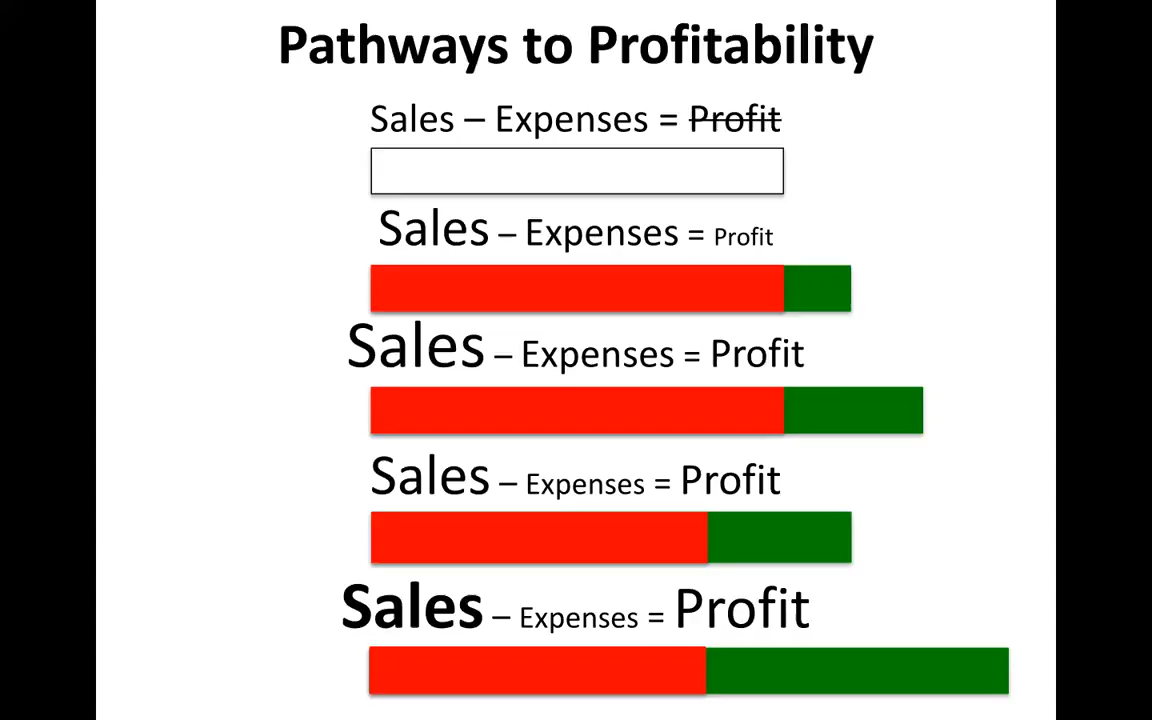 Pathways to Profitability
Sales – Expenses = Profit
Sales – Expenses = Profit
Sales – Expenses = Profit
Sales – Expenses = Profit
Sales – Expenses = Profit